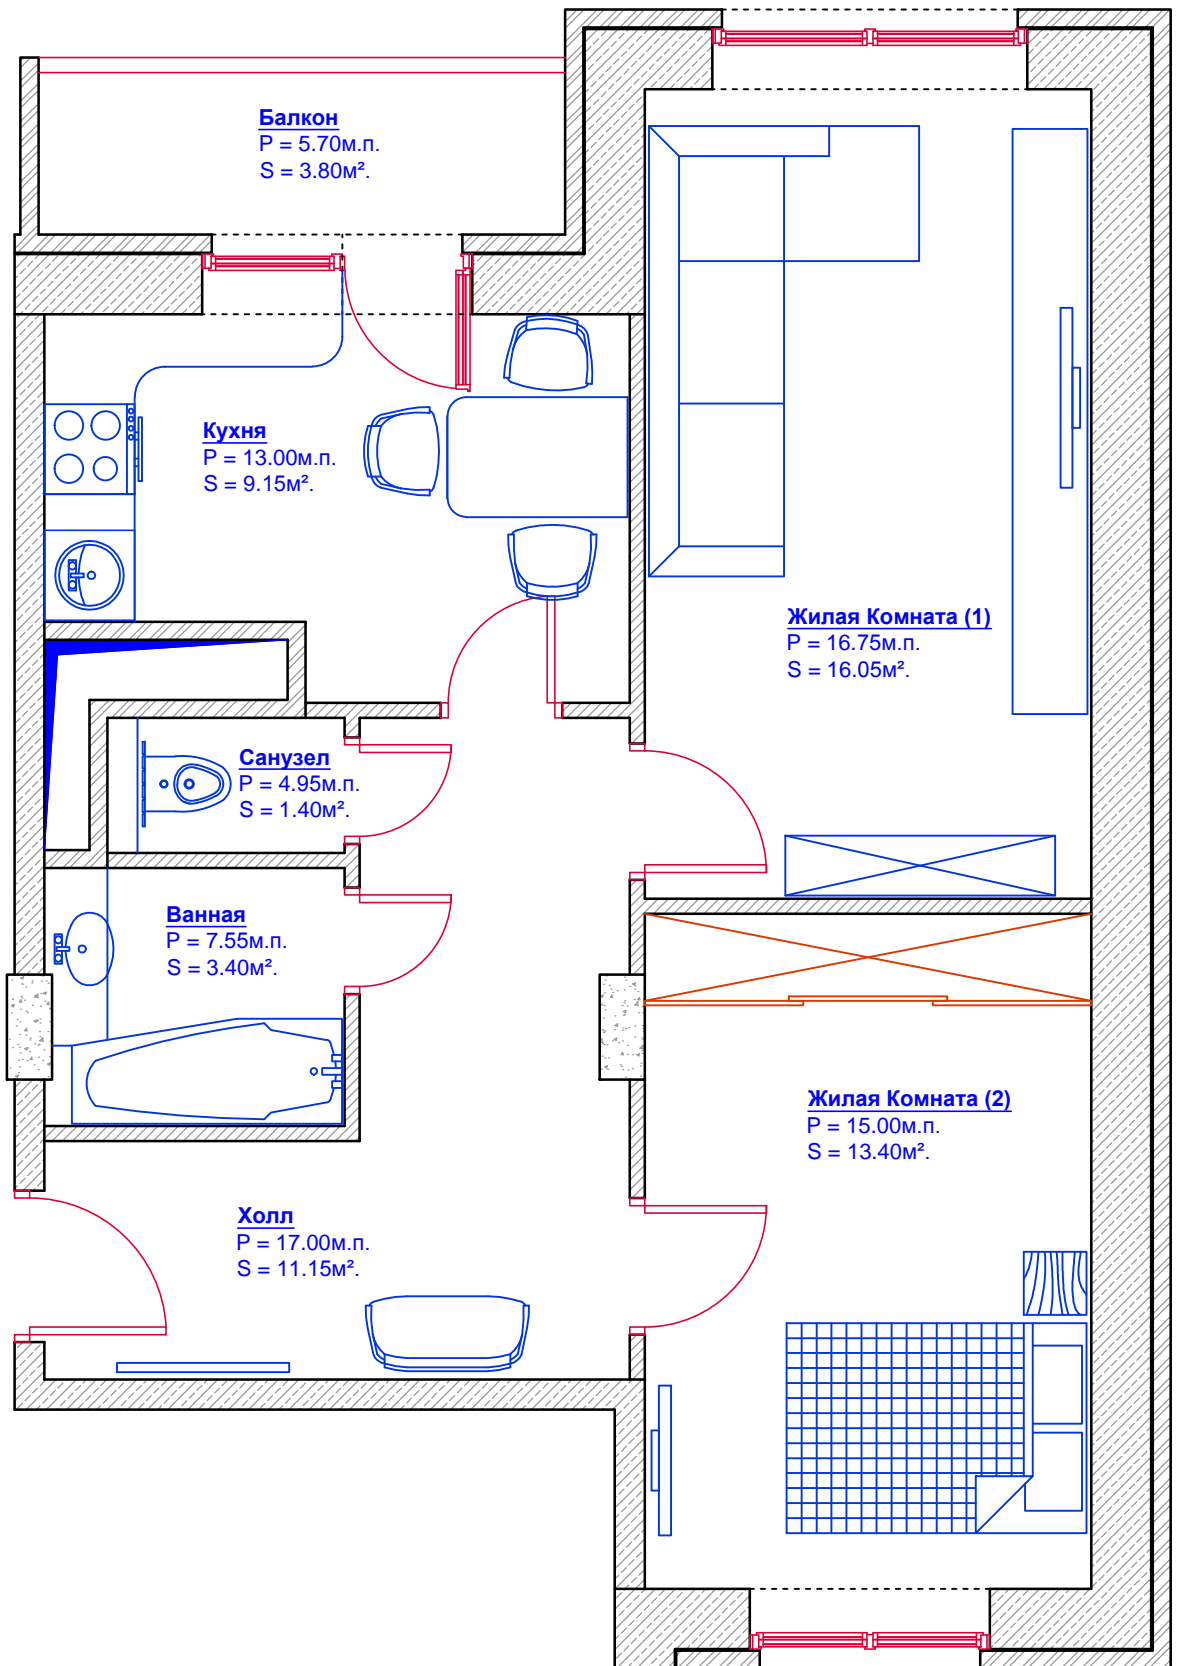 Балкон
P = 5.70м.п.
S = 3.80м².
Кухня
P = 13.00м.п.
S = 9.15м².
Жилая Комната (1)
P = 16.75м.п.
S = 16.05м².
Санузел
P = 4.95м.п.
S = 1.40м².
Ванная
P = 7.55м.п.
S = 3.40м².
Жилая Комната (2)
P = 15.00м.п.
S = 13.40м².
Холл
P = 17.00м.п.
S = 11.15м².